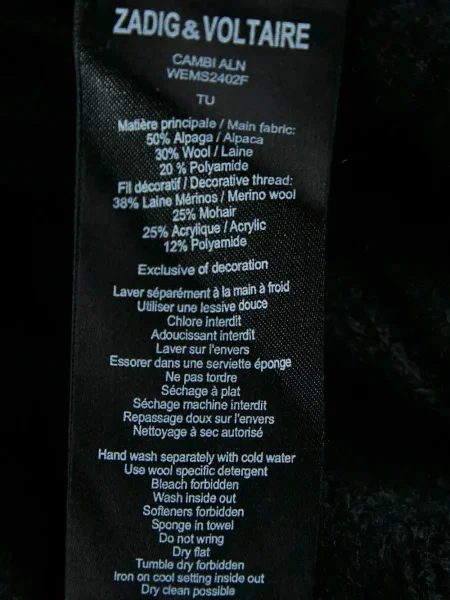 ZADIG & VOLTAIRE
CAMBI ALN
WEMS2402F
TU
Matière principale / Main fabric:
50% Alpaga / Alpaca
30% Wool / Laine
20 % Polyamide
Fil décoratif / Decorative thread:
38% Laine Mérinos / Merino wool
25% Mohair
25% Acrylique / Acrylic
12% Polyamide
Exclusive of decoration
Laver séparément à la main à froid
Utiliser une lessive douce
Chlore interdit
Adoucissant interdit
Laver sur l'envers
Essorer dans une serviette éponge
Ne pas tordre
Séchage à plat
Séchage machine interdit
Repassage doux sur l'envers
Nettoyage à sec autorisé
Hand wash separately with cold water
Use wool specific detergent
Bleach forbidden
Wash inside out
Softeners forbidden
Sponge in towel
Do not wring
Dry flat
Tumble dry forbidden
Iron on cool setting inside out
Dry clean possible